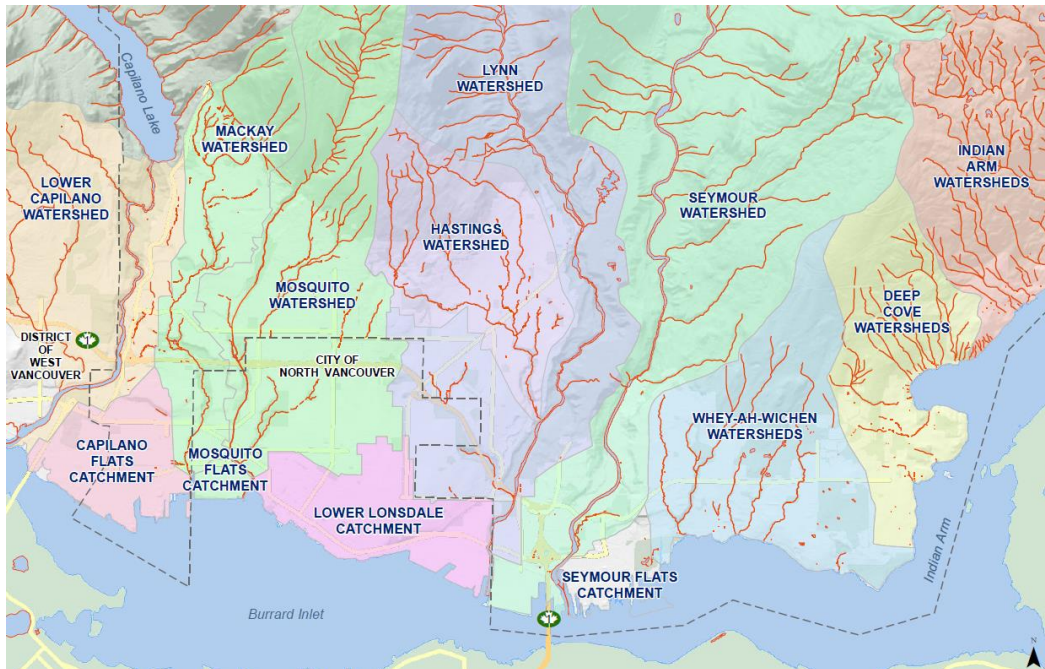 Capilano Lake
LYNN
WATERSHED
MACKAY
WATERSHED
INDIAN
ARM
WATERSHEDS
LOWER
CAPILANO
WATERSHED
SEYMOUR
WATERSHED
HASTINGS
WATERSHED
MOSQUITO
WATERSHED
DEEP
COVE
WATERSHEDS
1
DISTRICT
OF
WEST
VANCOUVER
CITY OF
NORTH VANCOUVER
WHEY-AH-WICHEN
WATERSHEDS
CAPILANO
FLATS
CATCHMENT
MOSQUITO
FLATS
CATCHMENT
LOWER LONSDALE
CATCHMENT
SEYMOUR FLATS
CATCHMENT
Indian Arm
Burrard Inlet
1
N